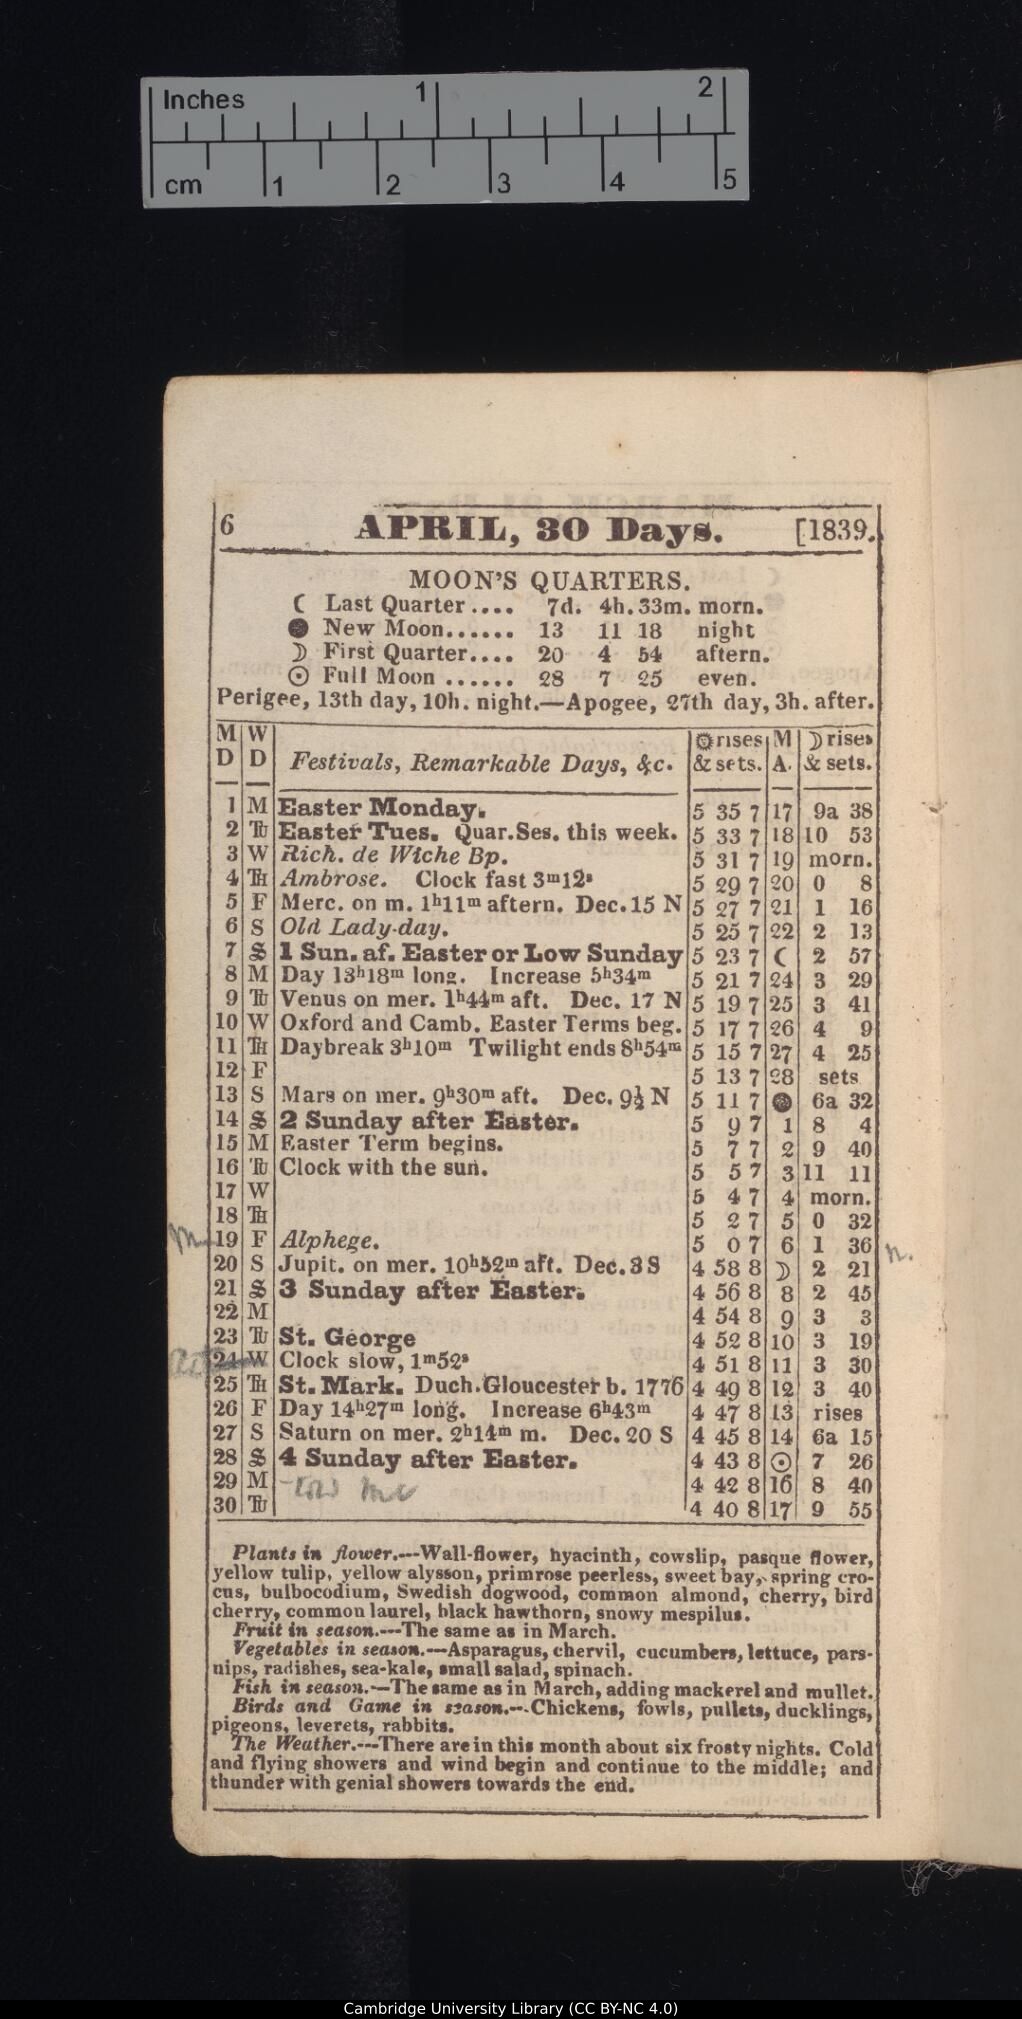 Inches 1 2
cm 1 2 3 4 5
6 APRIL, 30 Days. [1839.
MOON'S QUARTERS.
☾ Last Quarter.... 7d. 4h. 33m. morn.
● New Moon...... 13 11 18 night
☽ First Quarter.... 20 4 54 aftern.
☉ Full Moon ...... 28 7 25 even.
Perigee, 13th day, 10h. night.—Apogee, 27th day, 3h. after.
M W ☼ rises M ☽ rises
D D Festivals, Remarkable Days, &c. & sets. A. & sets.
1 M Easter Monday. 5 35 7 17 9a 38
2 Tu Easter Tues. Quar.Ses. this week. 5 33 7 18 10 53
3 W Rich. de Wiche Bp. 5 31 7 19 morn.
4 TH Ambrose. Clock fast 3m12s 5 29 7 20 0 8
5 F Merc. on m. 1h11m aftern. Dec. 15 N 5 27 7 21 1 16
6 S Old Lady-day. 5 25 7 22 2 13
7 S 1 Sun. af. Easter or Low Sunday 5 23 7 ☾ 2 57
8 M Day 13h18m long. Increase 5h34m 5 21 7 24 3 29
9 Tu Venus on mer. 1h44m aft. Dec. 17 N 5 19 7 25 3 41
10 W Oxford and Camb. Easter Terms beg. 5 17 7 26 4 9
11 TH Daybreak 3h10m Twilight ends 8h54m 5 15 7 27 4 25
12 F 5 13 7 28 sets
13 S Mars on mer. 9h30m aft. Dec. 9½ N 5 11 7 ● 6a 32
14 S 2 Sunday after Easter. 5 9 7 1 8 4
15 M Easter Term begins. 5 7 7 2 9 40
16 Tu Clock with the sun. 5 5 7 3 11 11
17 W 5 4 7 4 morn.
18 TH 5 2 7 5 0 32
19 F Alphege. 5 0 7 6 1 36 n.
20 S Jupit. on mer. 10h52m aft. Dec. 3 S 4 58 8 ☽ 2 21
21 S 3 Sunday after Easter. 4 56 8 8 2 45
22 M 4 54 8 9 3 3
23 Tu St. George 4 52 8 10 3 19
24 W Clock slow, 1m52s 4 51 8 11 3 30
25 TH St. Mark. Duch.Gloucester b. 1776 4 49 8 12 3 40
26 F Day 14h27m long. Increase 6h43m 4 47 8 13 rises
27 S Saturn on mer. 2h14m m. Dec. 20 S 4 45 8 14 6a 15
28 S 4 Sunday after Easter. 4 43 8 ☉ 7 26
29 M 4 42 8 16 8 40
30 Tu 4 40 8 17 9 55
Plants in flower.---Wall-flower, hyacinth, cowslip, pasque flower,
yellow tulip, yellow alysson, primrose peerless, sweet bay, spring cro-
cus, bulbocodium, Swedish dogwood, common almond, cherry, bird
cherry, common laurel, black hawthorn, snowy mespilus.
Fruit in season.---The same as in March.
Vegetables in season.---Asparagus, chervil, cucumbers, lettuce, pars-
nips, radishes, sea-kale, small salad, spinach.
Fish in season.---The same as in March, adding mackerel and mullet.
Birds and Game in season.---Chickens, fowls, pullets, ducklings,
pigeons, leverets, rabbits.
The Weather.---There are in this month about six frosty nights. Cold
and flying showers and wind begin and continue to the middle; and
thunder with genial showers towards the end.
Cambridge University Library (CC BY-NC 4.0)